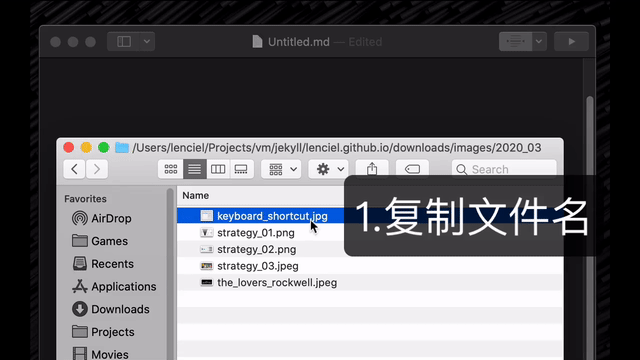 Untitled.md — Edited
/Users/lenciel/Projects/vm/jekyll/lenciel.github.io/downloads/images/2020_03
Search
Favorites
AirDrop
Games
Recents
Applications
Downloads
Projects
Movies
Name
keyboard_shortcut.jpg
strategy_01.png
strategy_02.png
strategy_03.jpeg
the_lovers_rockwell.jpeg
1.复制文件名